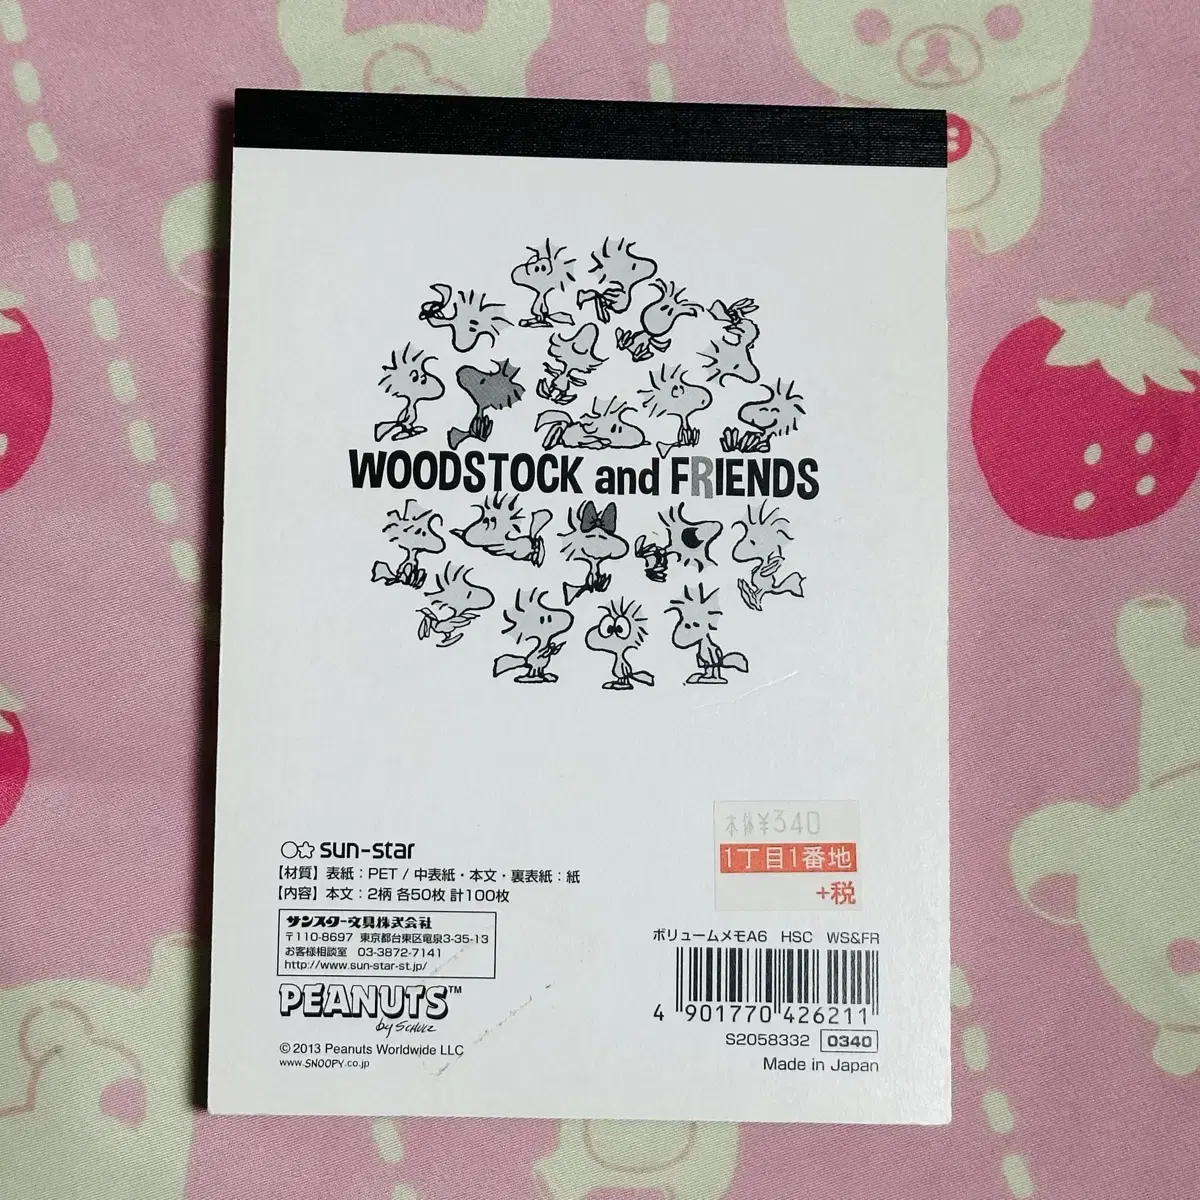 WOODSTOCK and FRIENDS
本体¥340
1丁目1番地
+税
sun-star
【材質】表紙:PET / 中表紙・本文・裏表紙:紙
【内容】本文:2柄 各50枚 計100枚
サンスター文具株式会社
〒110-8697 東京都台東区竜泉3-35-13
お客様相談室 03-3872-7141
http://www.sun-star-st.jp/
PEANUTS™
by SCHULZ
© 2013 Peanuts Worldwide LLC
www.SNOOPY.co.jp
ボリュームメモA6 HSC WS&FR
4 901770 426211
S2058332 0340
Made in Japan